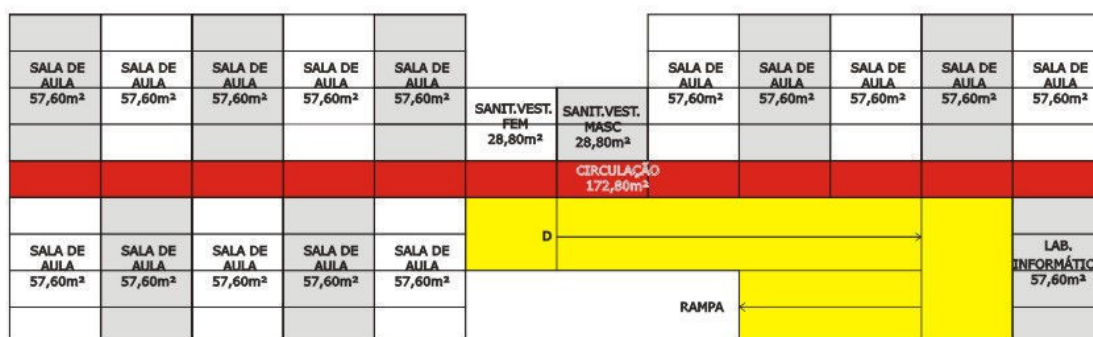 SALA DE
AULA
57,60m²
SALA DE
AULA
57,60m²
SALA DE
AULA
57,60m²
SALA DE
AULA
57,60m²
SALA DE
AULA
57,60m²
SANIT.VEST.
FEM
28,80m²
SANIT.VEST.
MASC
28,80m²
SALA DE
AULA
57,60m²
SALA DE
AULA
57,60m²
SALA DE
AULA
57,60m²
SALA DE
AULA
57,60m²
SALA DE
AULA
57,60m²
CIRCULAÇÃO
172,80m²
SALA DE
AULA
57,60m²
SALA DE
AULA
57,60m²
SALA DE
AULA
57,60m²
SALA DE
AULA
57,60m²
SALA DE
AULA
57,60m²
D
RAMPA
LAB.
INFORMÁTIC
57,60m²